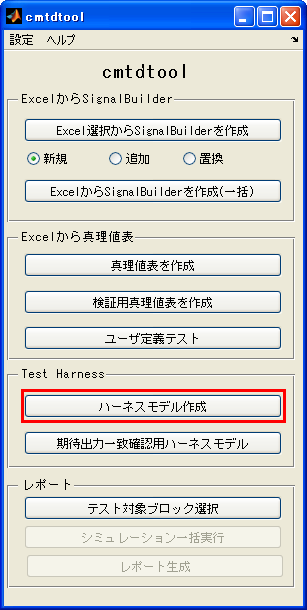 cmtdtool
設定 ヘルプ
cmtdtool
ExcelからSignalBuilder
Excel選択からSignalBuilderを作成
新規 追加 置換
ExcelからSignalBuilderを作成(一括)
Excelから真理値表
真理値表を作成
検証用真理値表を作成
ユーザ定義テスト
Test Harness
ハーネスモデル作成
期待出力一致確認用ハーネスモデル
レポート
テスト対象ブロック選択
シミュレーション一括実行
レポート生成